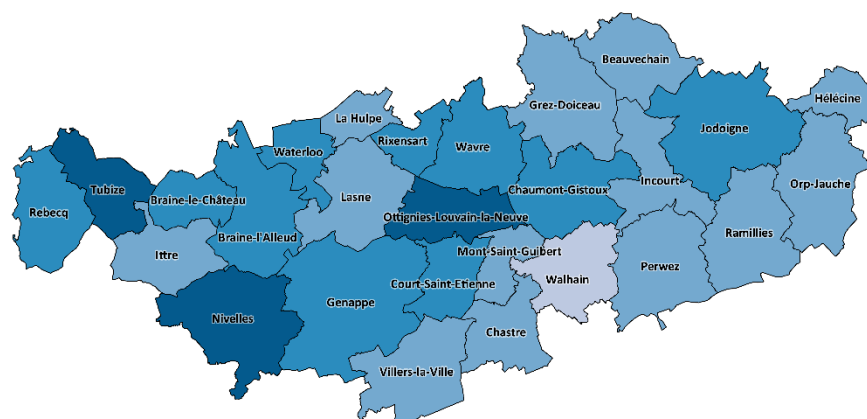 Beauvechain
Hélécine
Grez-Doiceau
La Hulpe
Jodoigne
Rixensart
Wavre
Waterloo
Incourt
Orp-Jauche
Tubize
Chaumont-Gistoux
Braine-le-Château
Lasne
Rebecq
Ottignies-Louvain-la-Neuve
Ramillies
Braine-l'Alleud
Mont-Saint-Guibert
Perwez
Ittre
Walhain
Court-Saint-Etienne
Genappe
Nivelles
Chastre
Villers-la-Ville